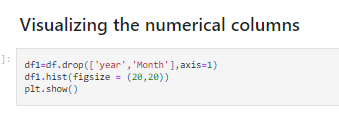 Visualizing the numerical columns
]:
df1=df.drop(['year','Month'],axis=1)
df1.hist(figsize = (20,20))
plt.show()